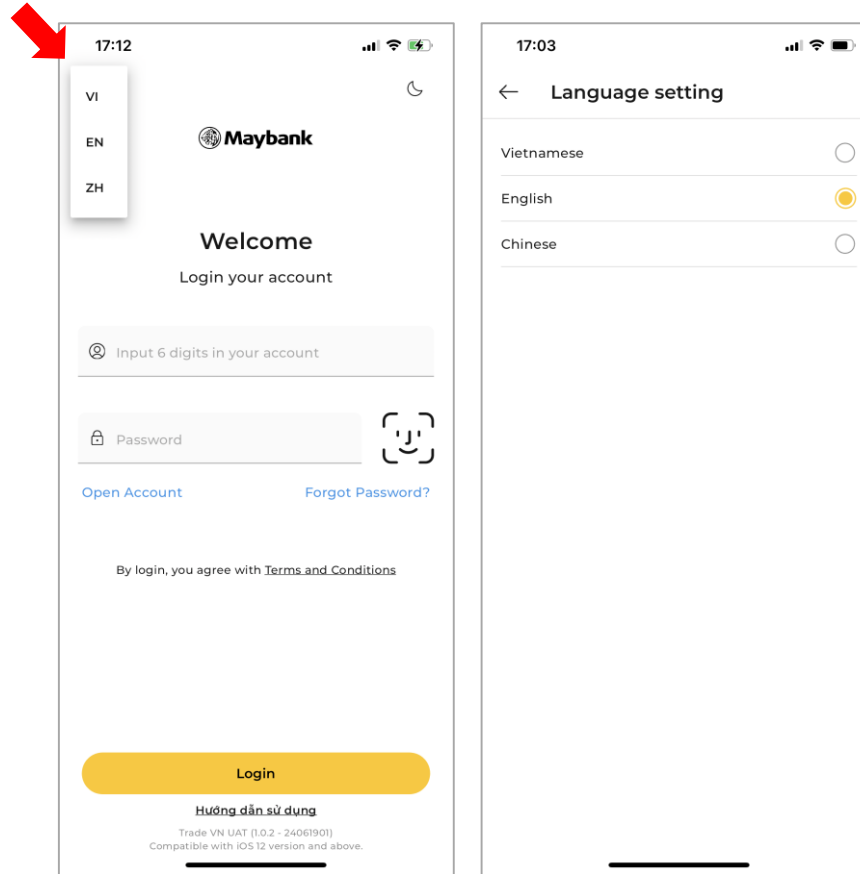 17:12
VI
EN
ZH
Maybank
Welcome
Login your account
Input 6 digits in your account
Password
Open Account
Forgot Password?
By login, you agree with Terms and Conditions
Login
Hướng dẫn sử dụng
Trade VN UAT (1.0.2 - 24061901)
Compatible with iOS 12 version and above.
17:03
Language setting
Vietnamese
English
Chinese